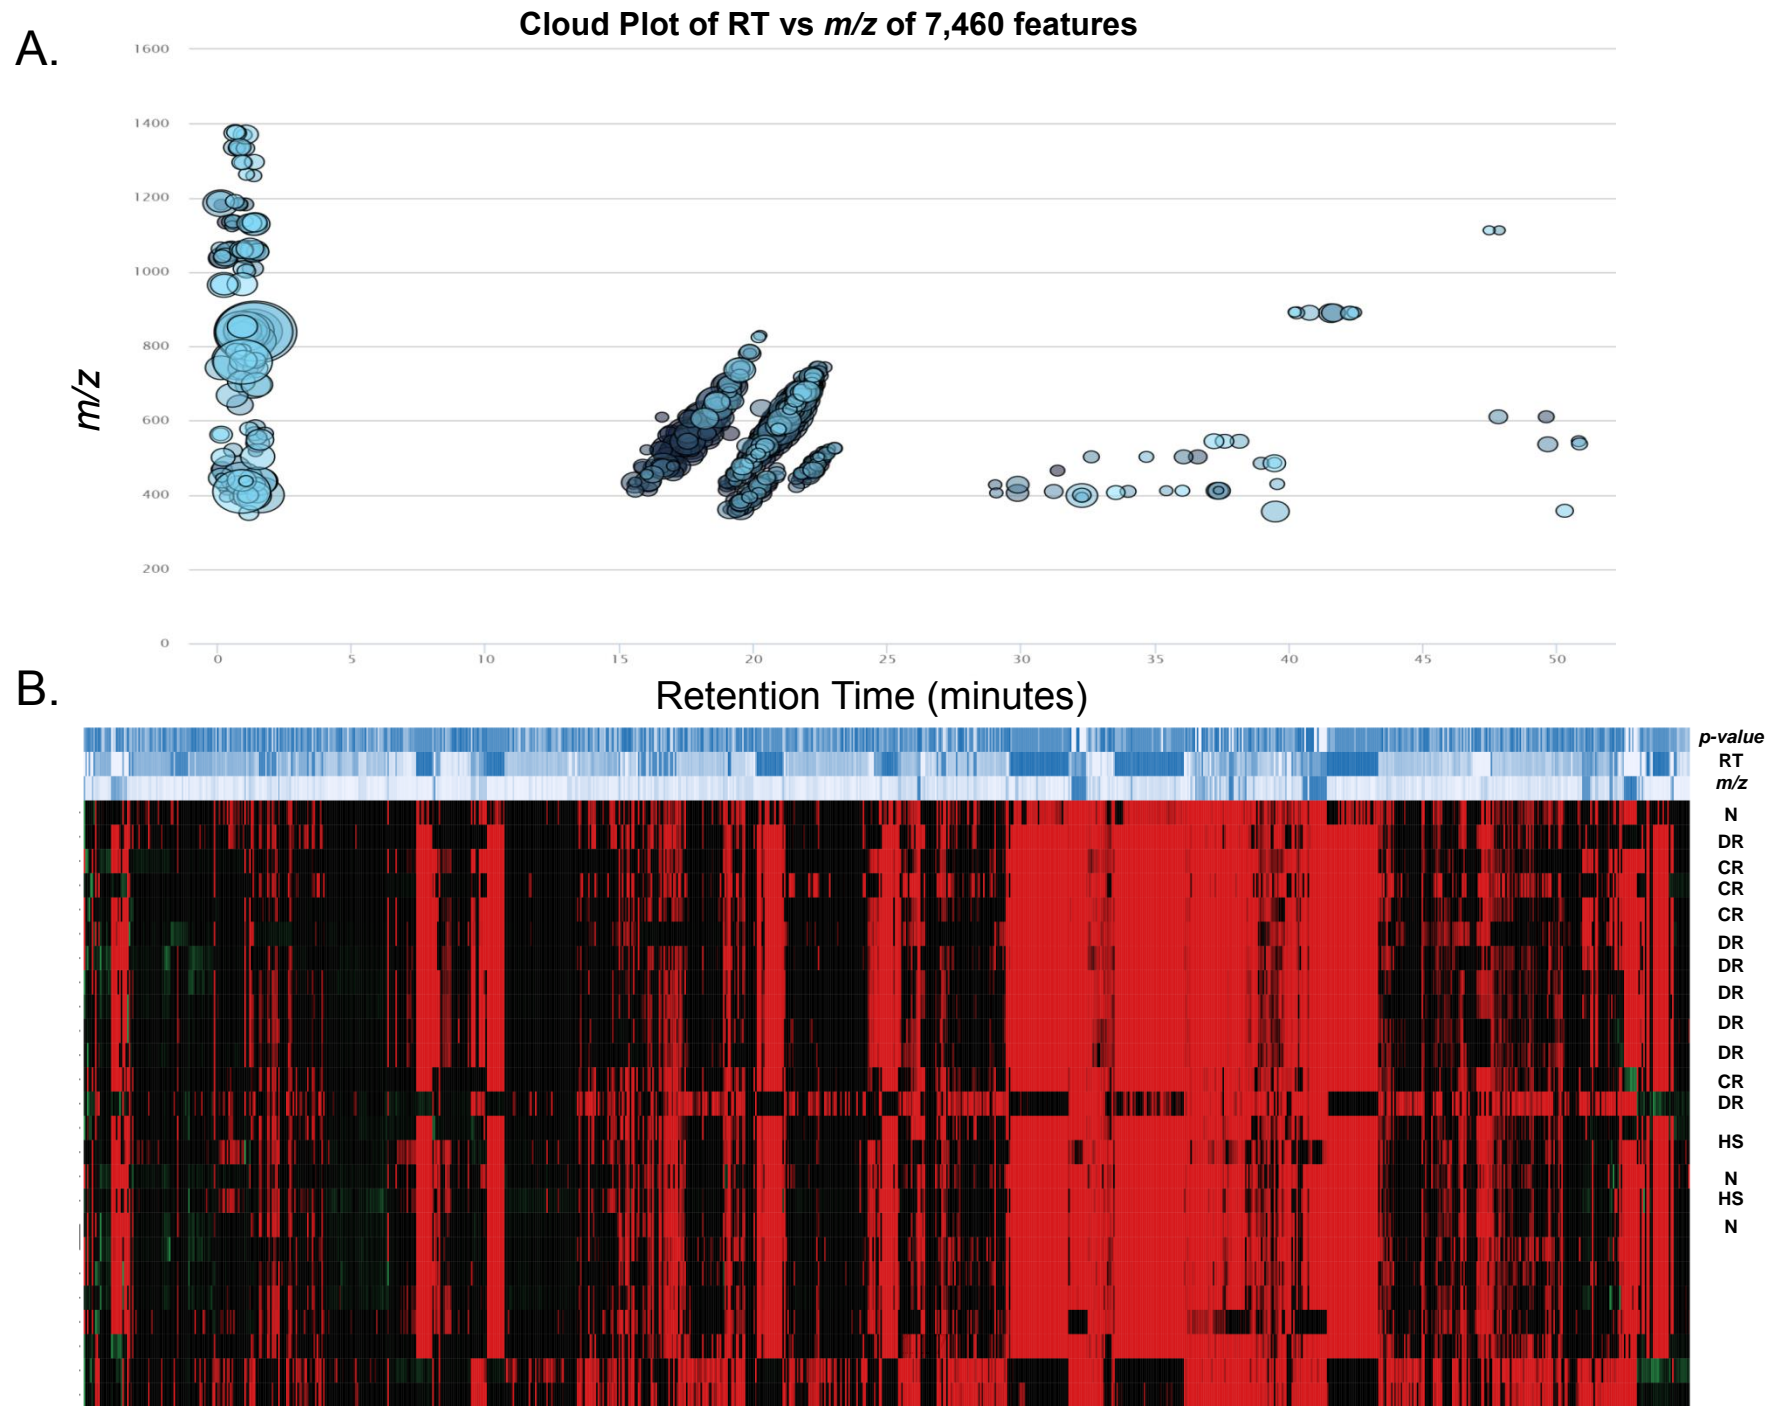 Cloud Plot of RT vs m/z of 7,460 features
A.
1600
1400
1200
1000
800
600
400
200
0
m/z
0 5 10 15 20 25 30 35 40 45 50
Retention Time (minutes)
B.
p-value
RT
m/z
N
DR
CR
CR
CR
DR
DR
DR
DR
DR
CR
DR
HS
N
HS
N